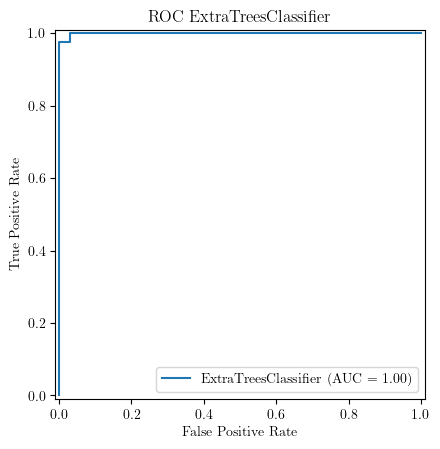 ROC ExtraTreesClassifier
1.0
0.8
0.6
0.4
0.2
0.0
True Positive Rate
ExtraTreesClassifier (AUC = 1.00)
0.0 0.2 0.4 0.6 0.8 1.0
False Positive Rate